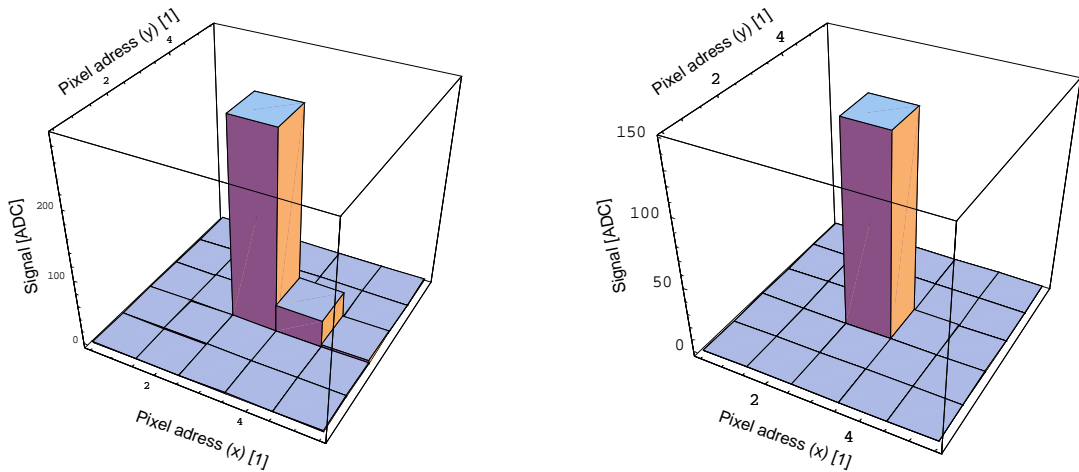 Pixel adress (y) [1]
4
2
Signal [ADC]
200
100
0
2
4
Pixel adress (x) [1]
Pixel adress (y) [1]
4
2
150
100
50
0
Signal [ADC]
2
4
Pixel adress (x) [1]